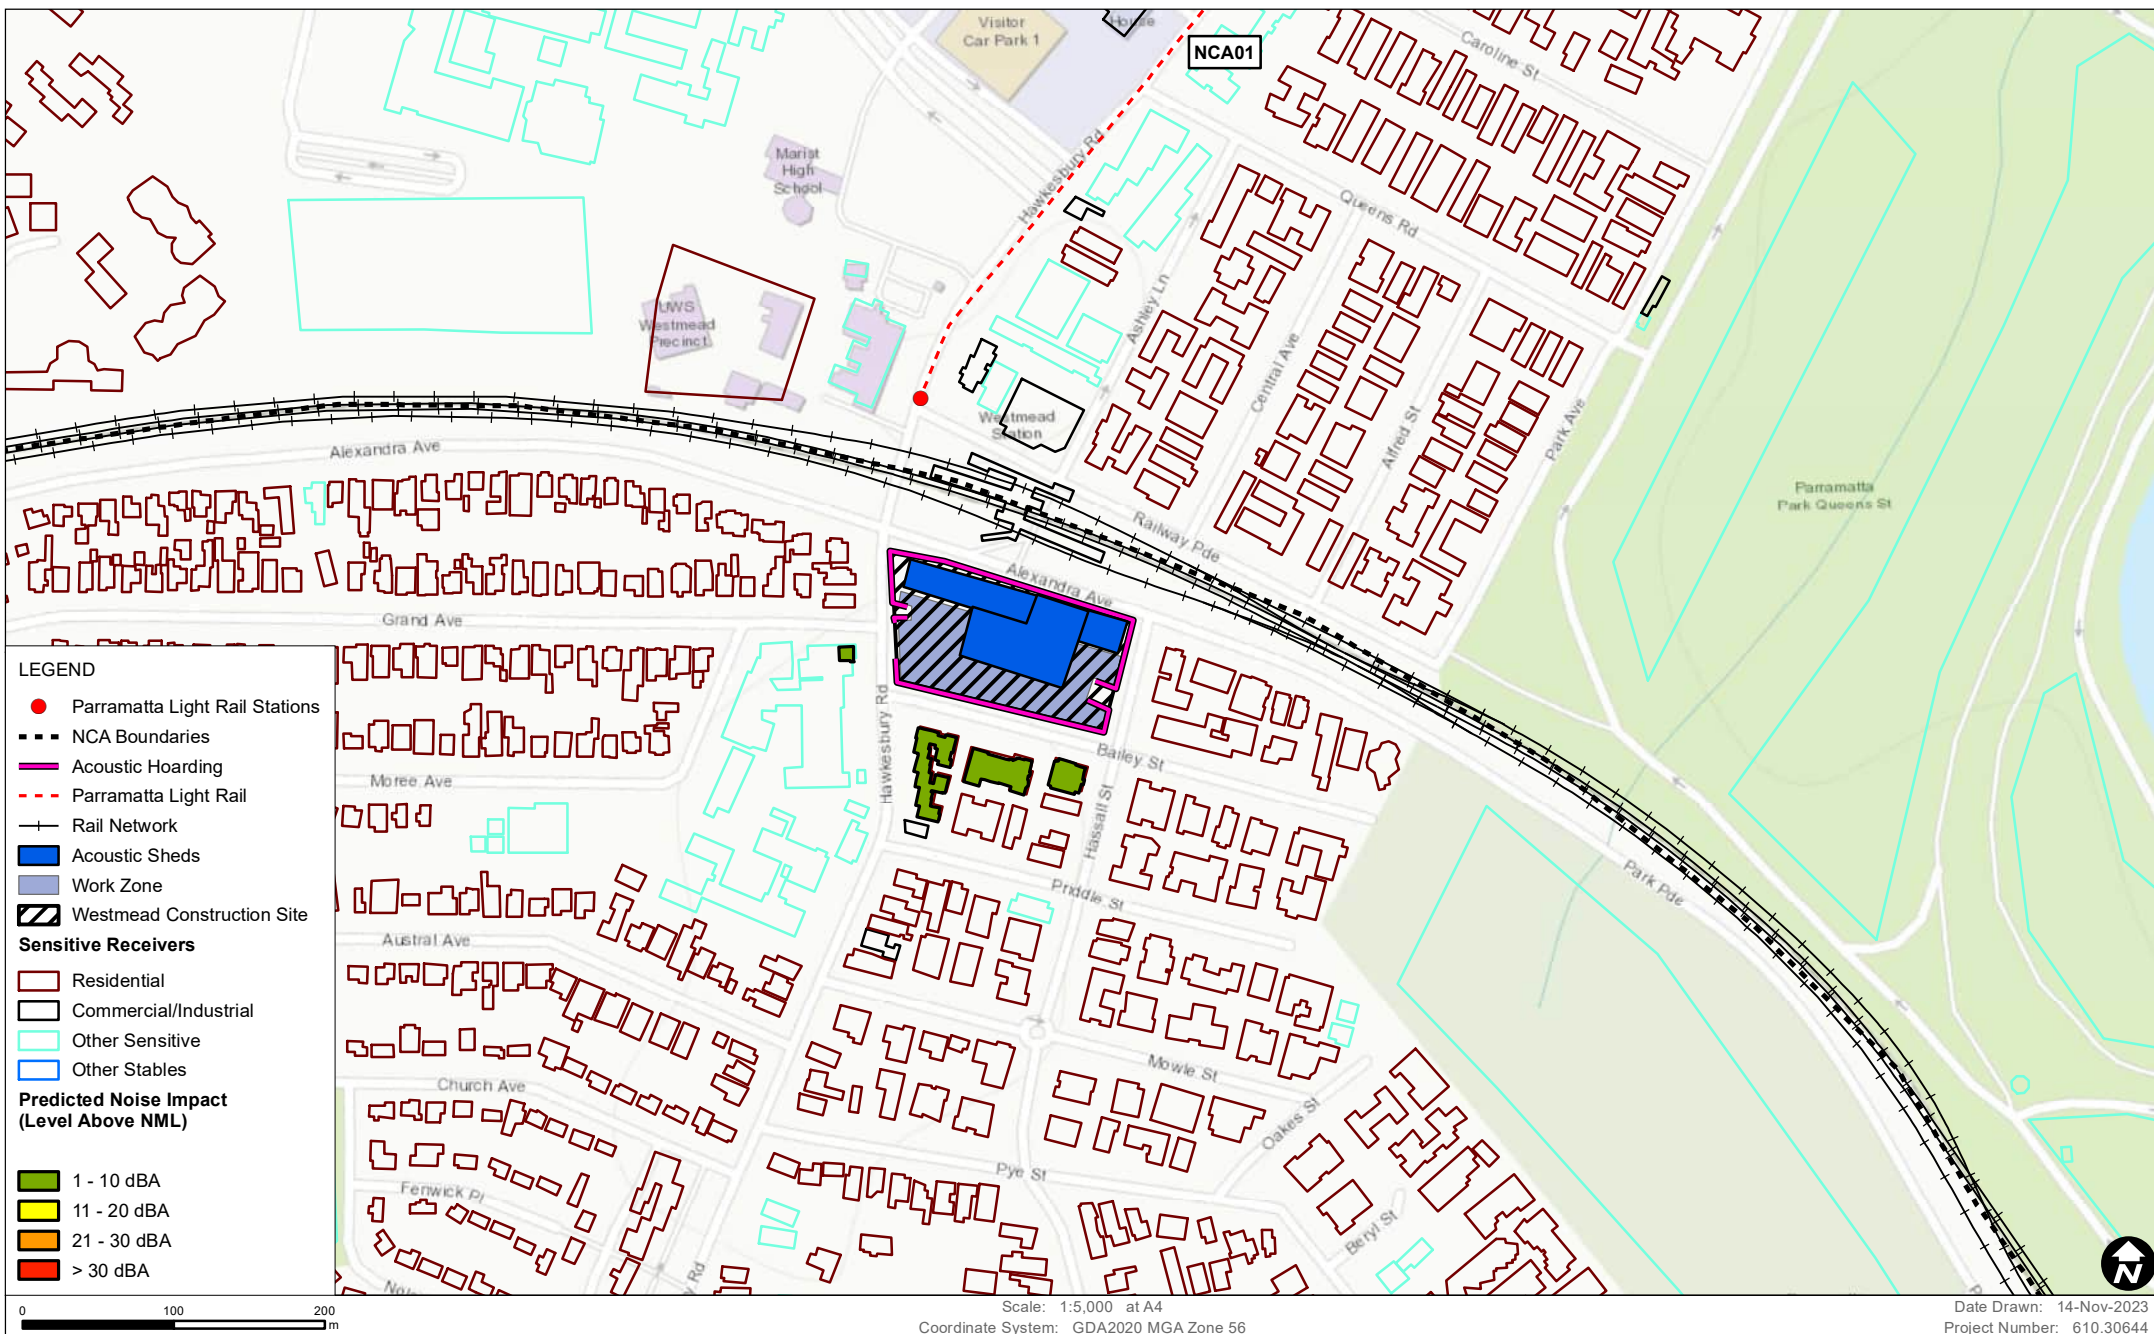 Visitor
Car Park 1
House
NCA01
Caroline St
Hawkesbury Rd
Marist
High
School
Queens Rd
UWS
Westmead
Precinct
Ashley Ln
Central Ave
Alfred St
Park Ave
Westmead
Station
Alexandra Ave
Parramatta
Park Queens St
Railway Pde
Alexandra Ave
Grand Ave
Hawkesbury Rd
Bailey St
Moree Ave
Hassall St
Priddle St
Park Pde
Austral Ave
Mowle St
Church Ave
Oakes St
Pye St
Fenwick Pl
Beryl St
y Rd
LEGEND
Parramatta Light Rail Stations
NCA Boundaries
Acoustic Hoarding
Parramatta Light Rail
Rail Network
Acoustic Sheds
Work Zone
Westmead Construction Site
Sensitive Receivers
Residential
Commercial/Industrial
Other Sensitive
Other Stables
Predicted Noise Impact
(Level Above NML)
1 - 10 dBA
11 - 20 dBA
21 - 30 dBA
> 30 dBA
N
0 100 200
m
Scale: 1:5,000 at A4
Coordinate System: GDA2020 MGA Zone 56
Date Drawn: 14-Nov-2023
Project Number: 610.30644